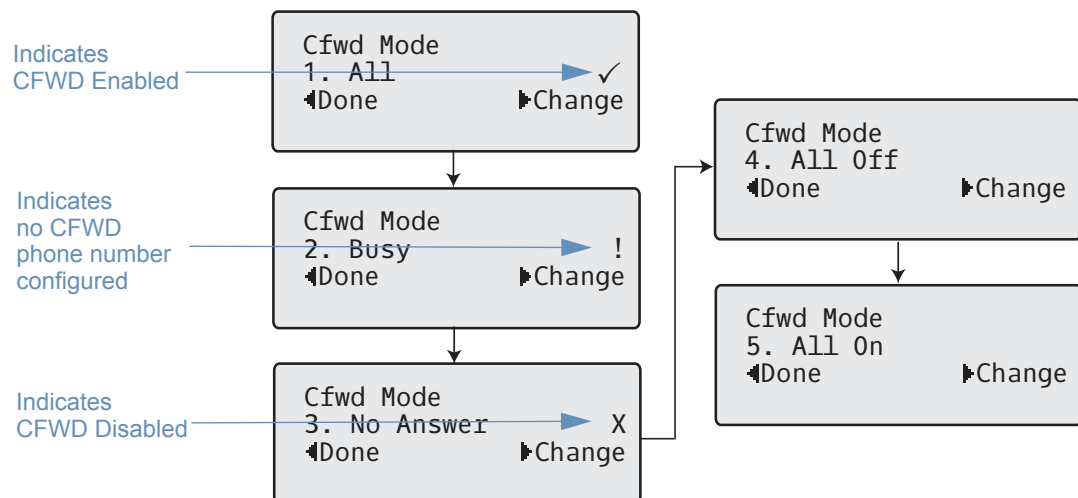 Indicates
CFWD Enabled
Cfwd Mode
1. All ✓
◀Done ▶Change
Indicates
no CFWD
phone number
configured
Cfwd Mode
2. Busy !
◀Done ▶Change
Indicates
CFWD Disabled
Cfwd Mode
3. No Answer X
◀Done ▶Change
Cfwd Mode
4. All Off
◀Done ▶Change
Cfwd Mode
5. All On
◀Done ▶Change